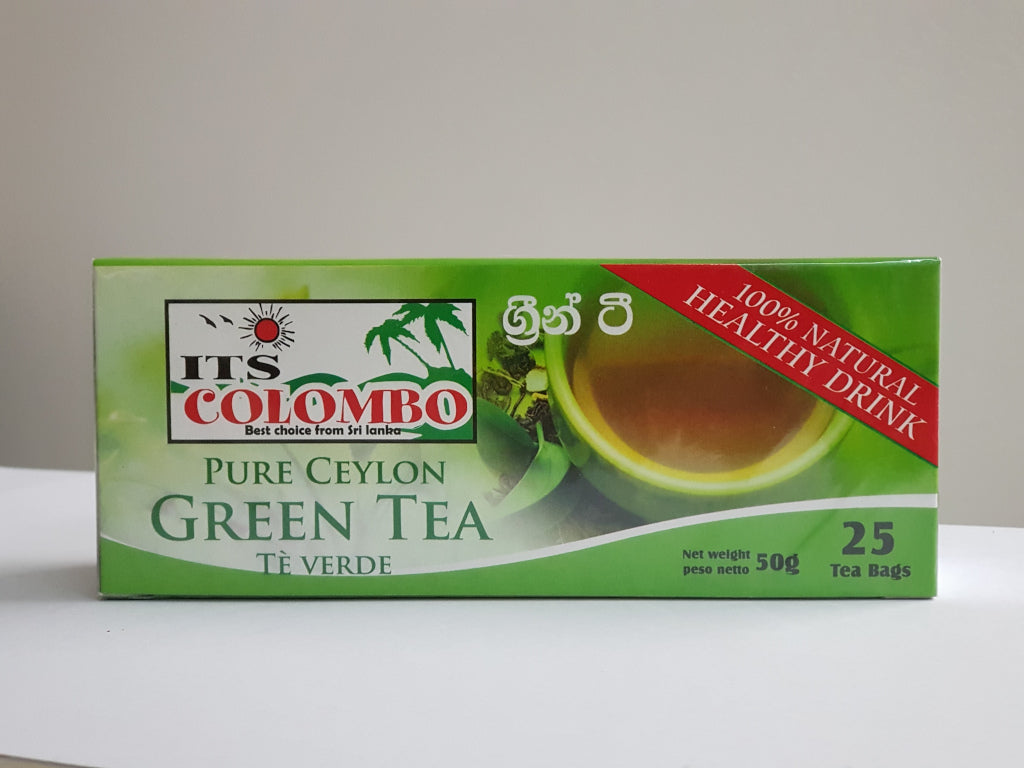 ITS
COLOMBO
Best choice from Sri lanka
PURE CEYLON
GREEN TEA
TÈ VERDE
ග්‍රීන් ටී
100% NATURAL
HEALTHY DRINK
Net weight
peso netto 50g
25
Tea Bags